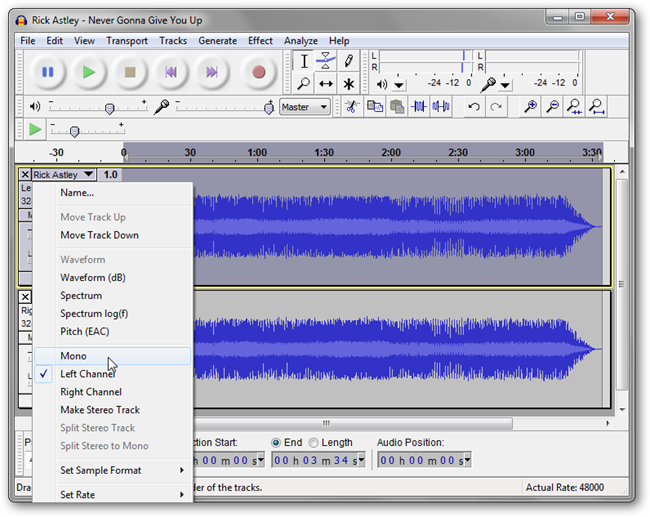 Rick Astley - Never Gonna Give You Up
File Edit View Transport Tracks Generate Effect Analyze Help
L L
R R
-24 -12 0 -24 -12 0
- + - + Master
- +
-30 0 30 1:00 1:30 2:00 2:30 3:00 3:30
Rick Astley 1.0
Le
32-
M
Name...
Move Track Up
Move Track Down
Waveform
Waveform (dB)
Spectrum
Spectrum log(f)
Pitch (EAC)
Mono
Left Channel
Right Channel
Make Stereo Track
Split Stereo Track
Split Stereo to Mono
Set Sample Format
Set Rate
R
Rig
32-
M
P ction Start: End Length Audio Position:
4 h 00 m 00 s 00 h 03 m 34 s 00 h 00 m 00 s
Dra der of the tracks. Actual Rate: 48000